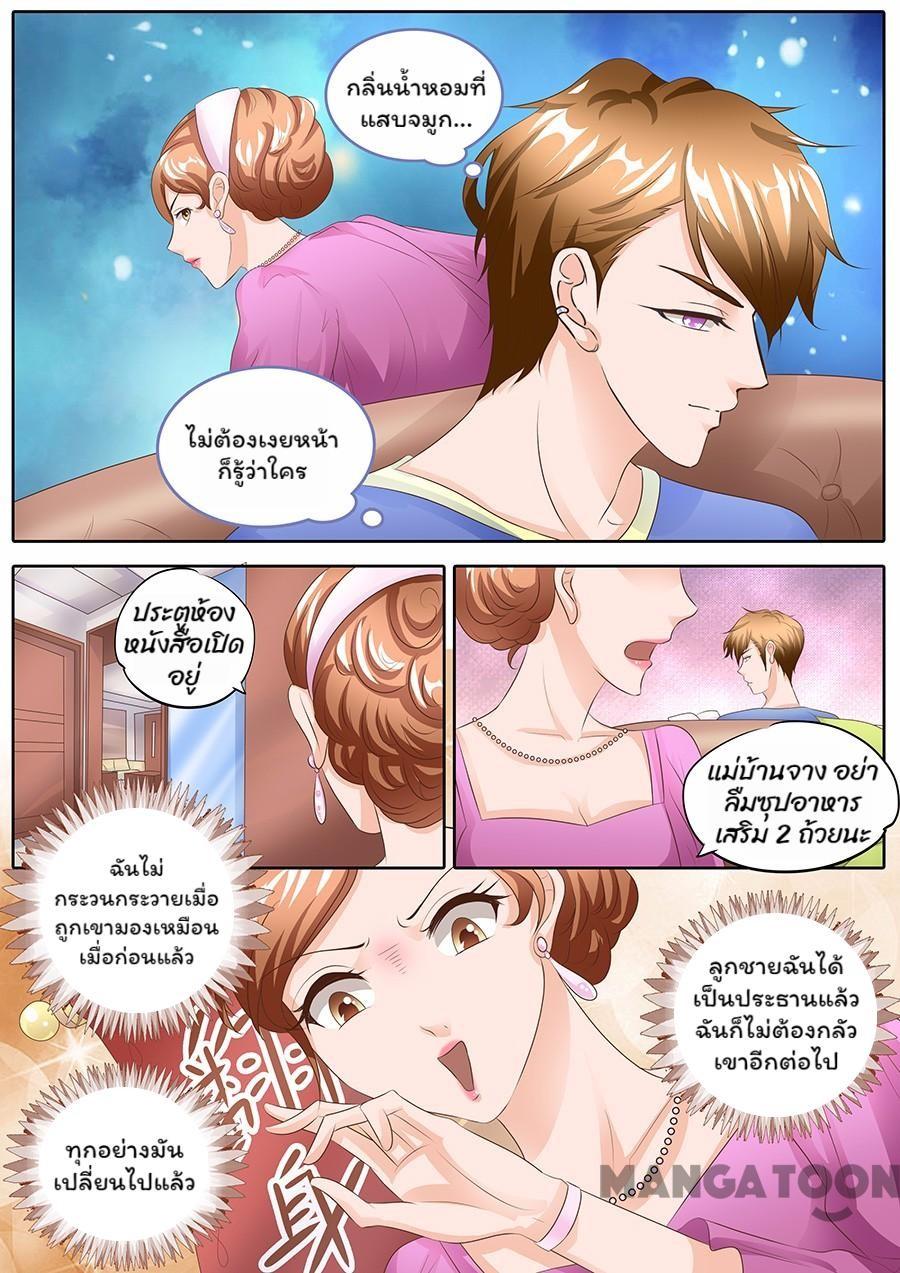 กลิ่นน้ำหอมที่
แสบจมูก...
ไม่ต้องเงยหน้า
ก็รู้ว่าใคร
ประตูห้อง
หนังสือเปิด
อยู่
แม่บ้านจาง อย่า
ลืมซุปอาหาร
เสริม 2 ถ้วยนะ
ฉันไม่
กระวนกระวายเมื่อ
ถูกเขามองเหมือน
เมื่อก่อนแล้ว
ลูกชายฉันได้
เป็นประธานแล้ว
ฉันก็ไม่ต้องกลัว
เขาอีกต่อไป
ทุกอย่างมัน
เปลี่ยนไปแล้ว
MANGATOON